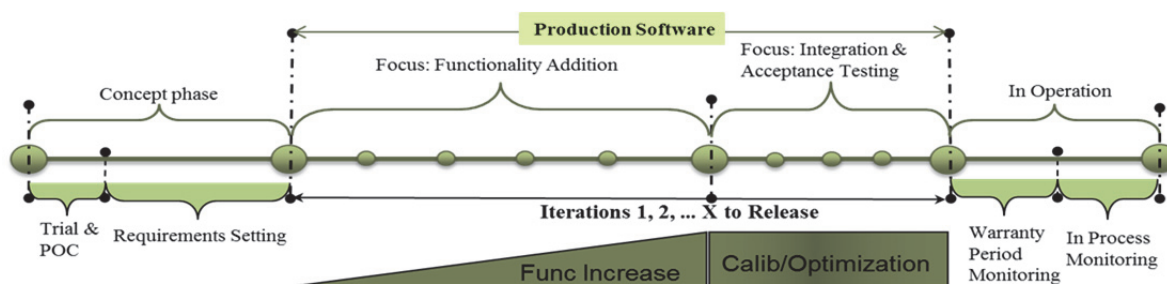 Production Software
Focus: Functionality Addition
Focus: Integration &
Acceptance Testing
Concept phase
In Operation
Trial &
POC
Requirements Setting
Iterations 1, 2, ... X to Release
Warranty
Period
Monitoring
In Process
Monitoring
Func Increase
Calib/Optimization